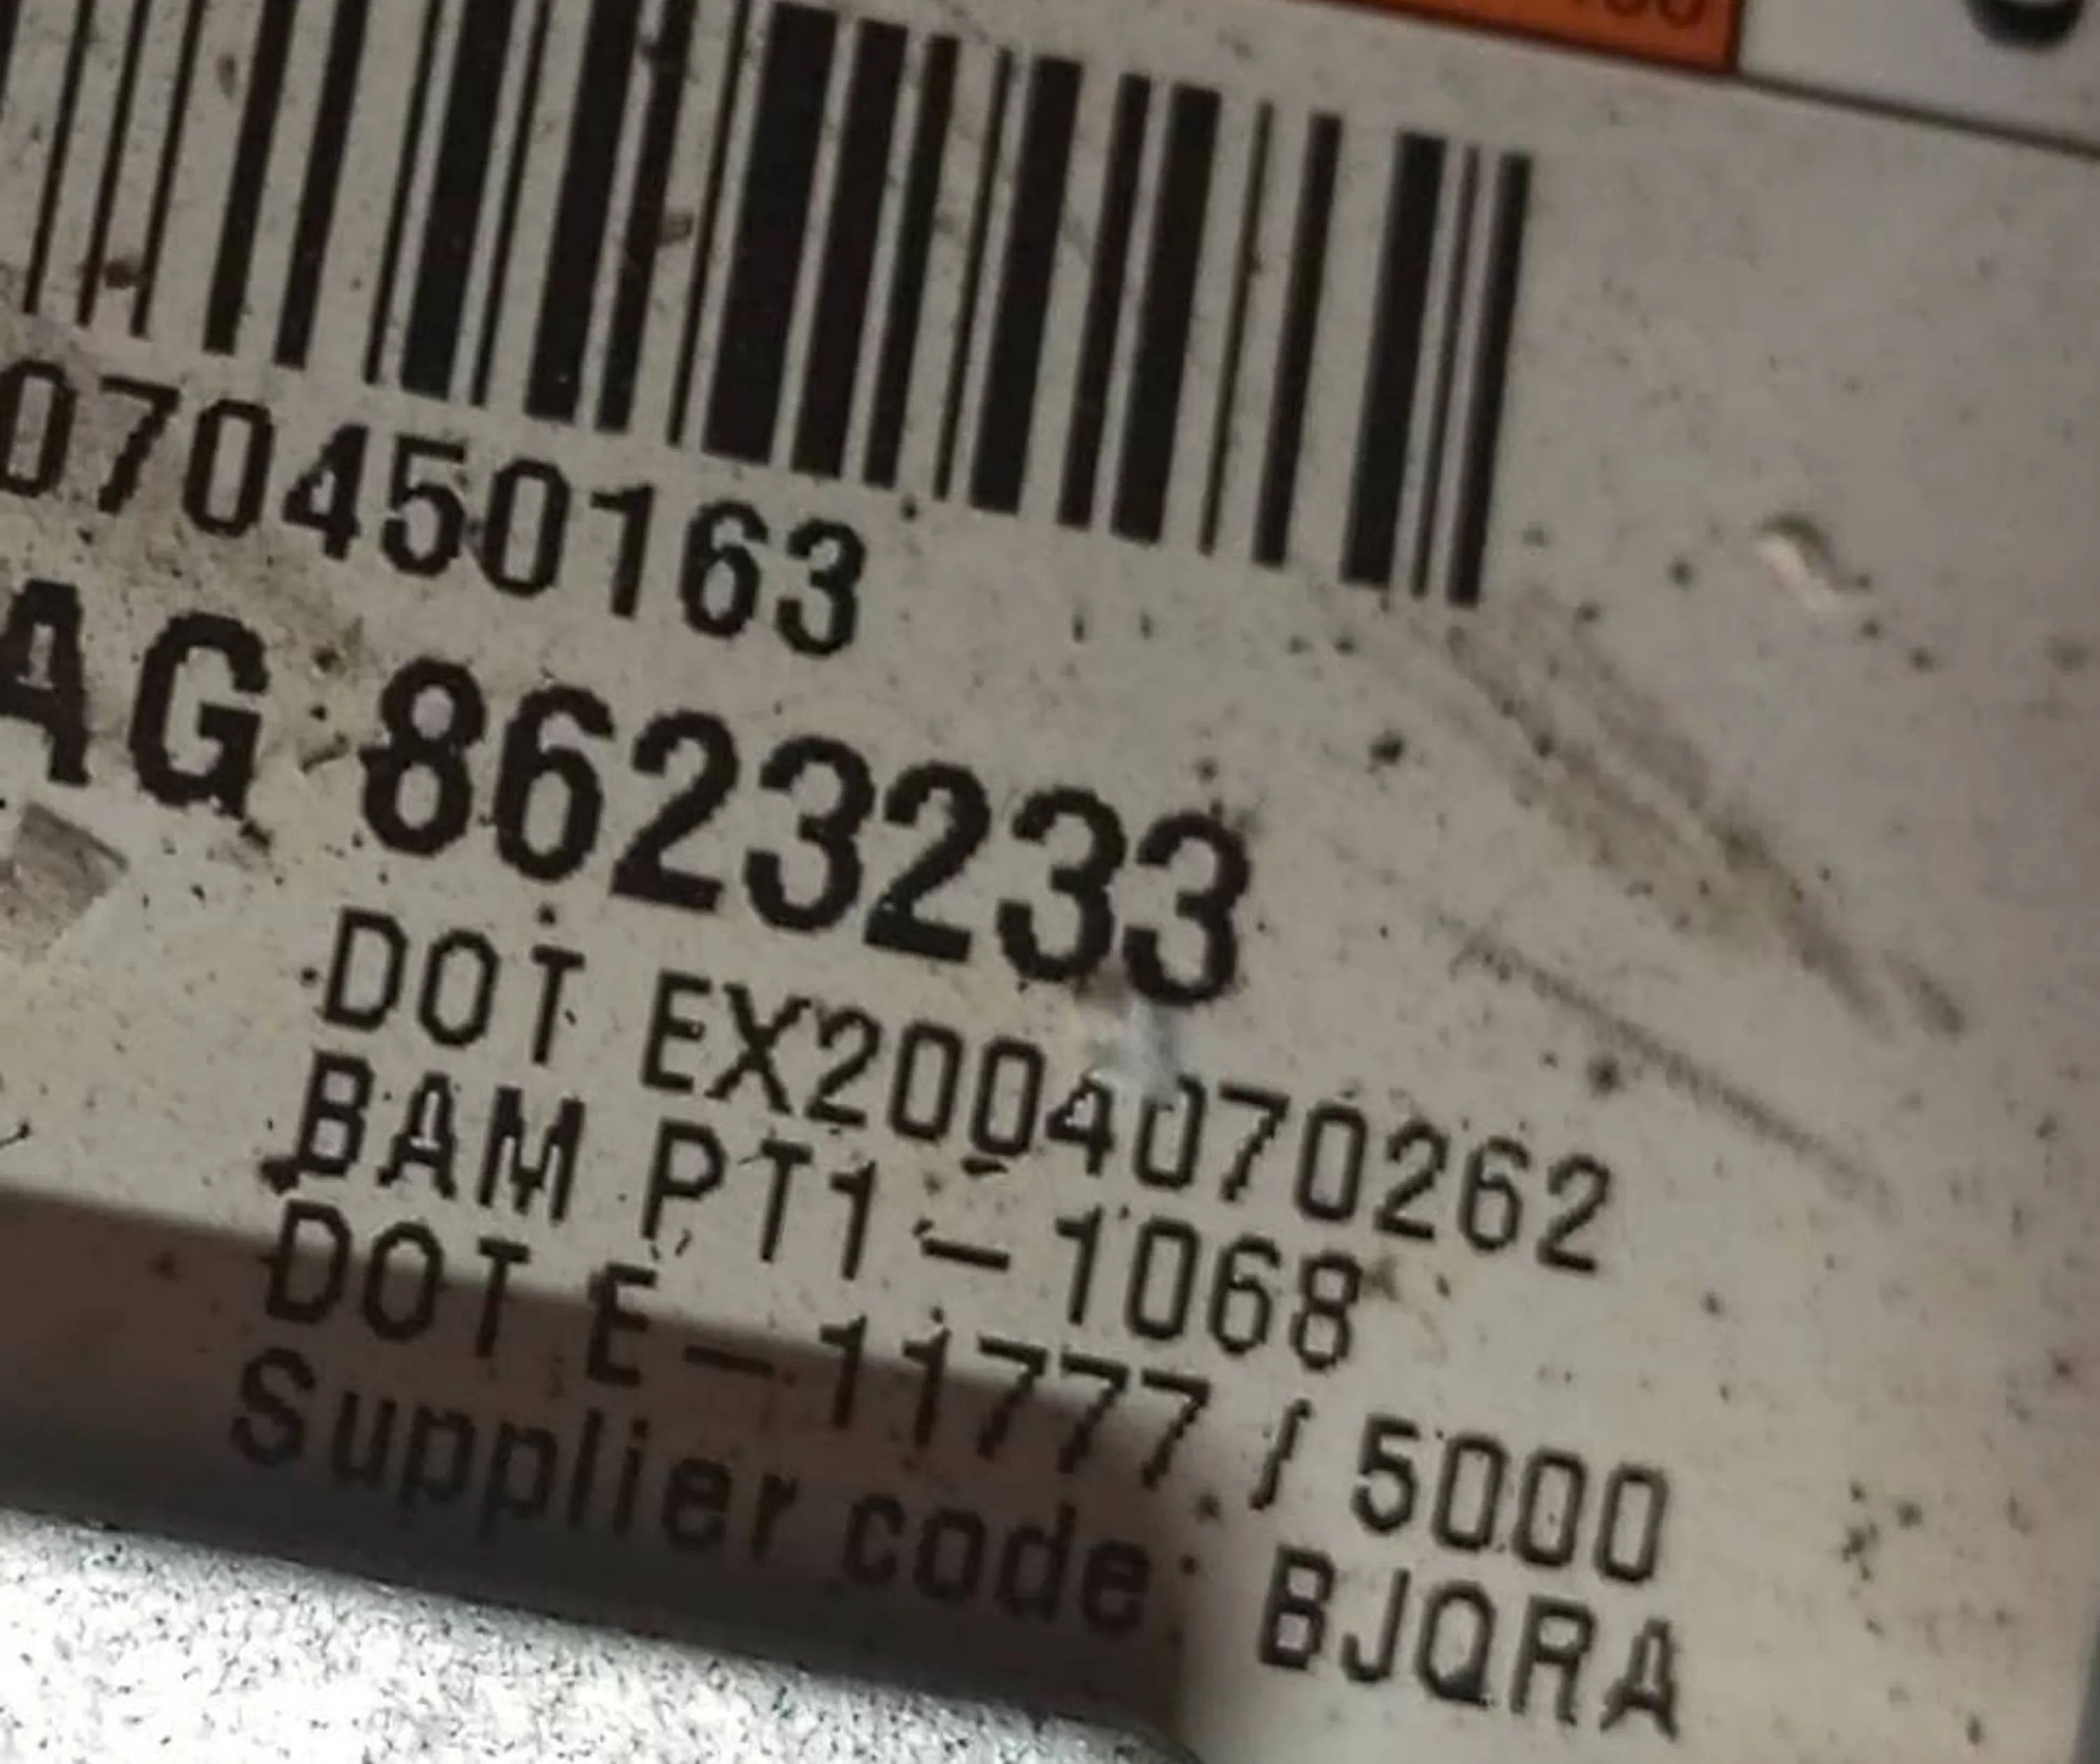 070450163
AG 8623233
DOT EX2004070262
BAM PT1-1068
DOT E-11777 / 5000
Supplier code: BJQRA